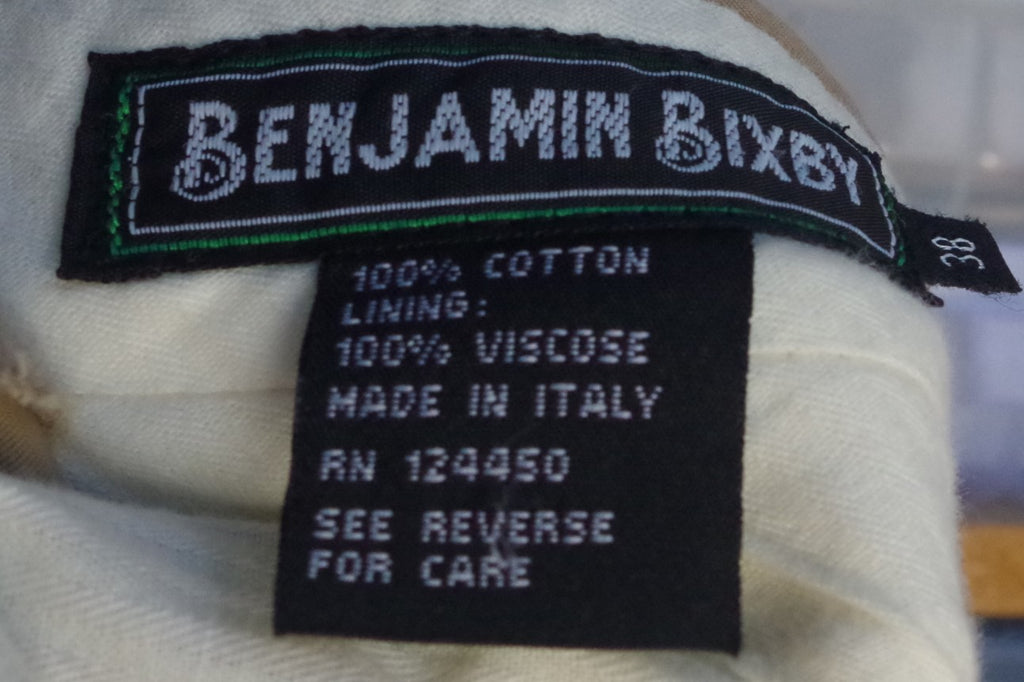 BENJAMIN BIXBY
38
100% COTTON
LINING:
100% VISCOSE
MADE IN ITALY
RN 124450
SEE REVERSE
FOR CARE